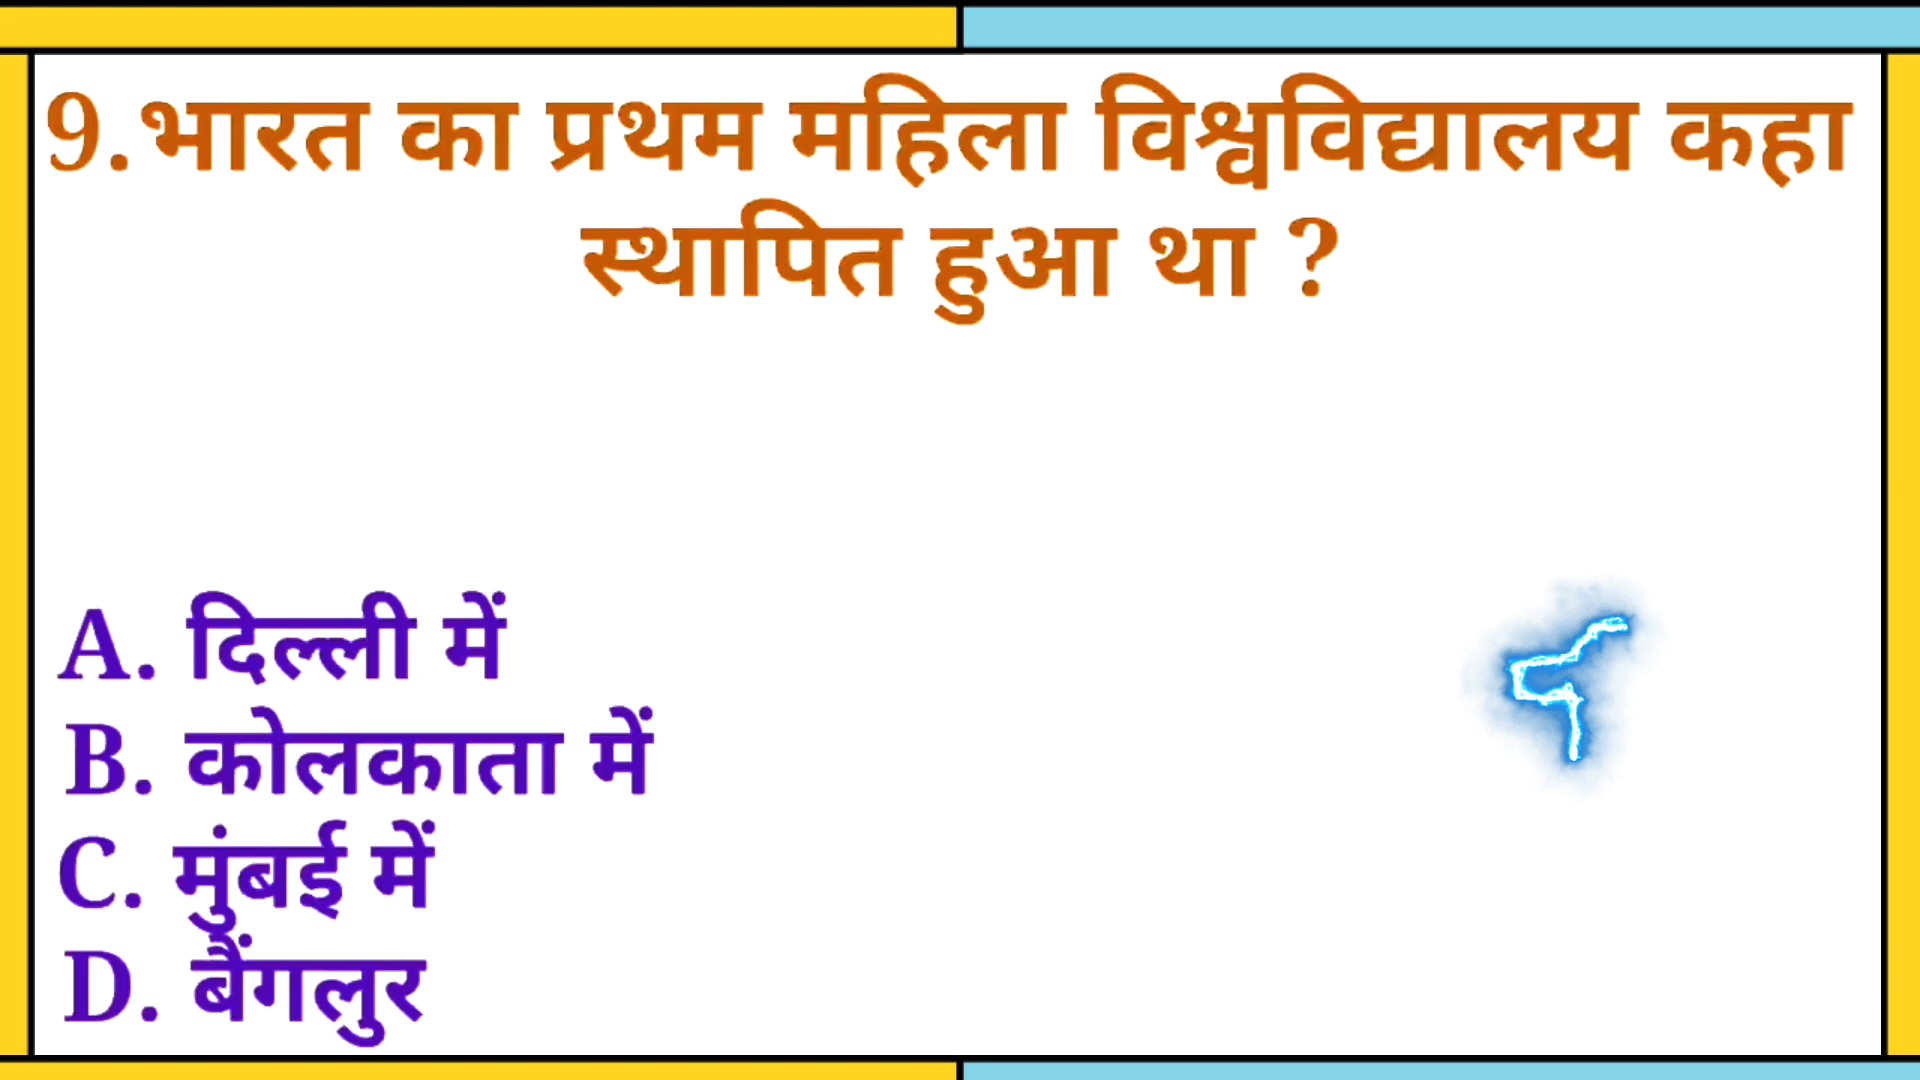 9.भारत का प्रथम महिला विश्वविद्यालय कहा
स्थापित हुआ था ?
A. दिल्ली में
B. कोलकाता में
C. मुंबई में
D. बैंगलुर